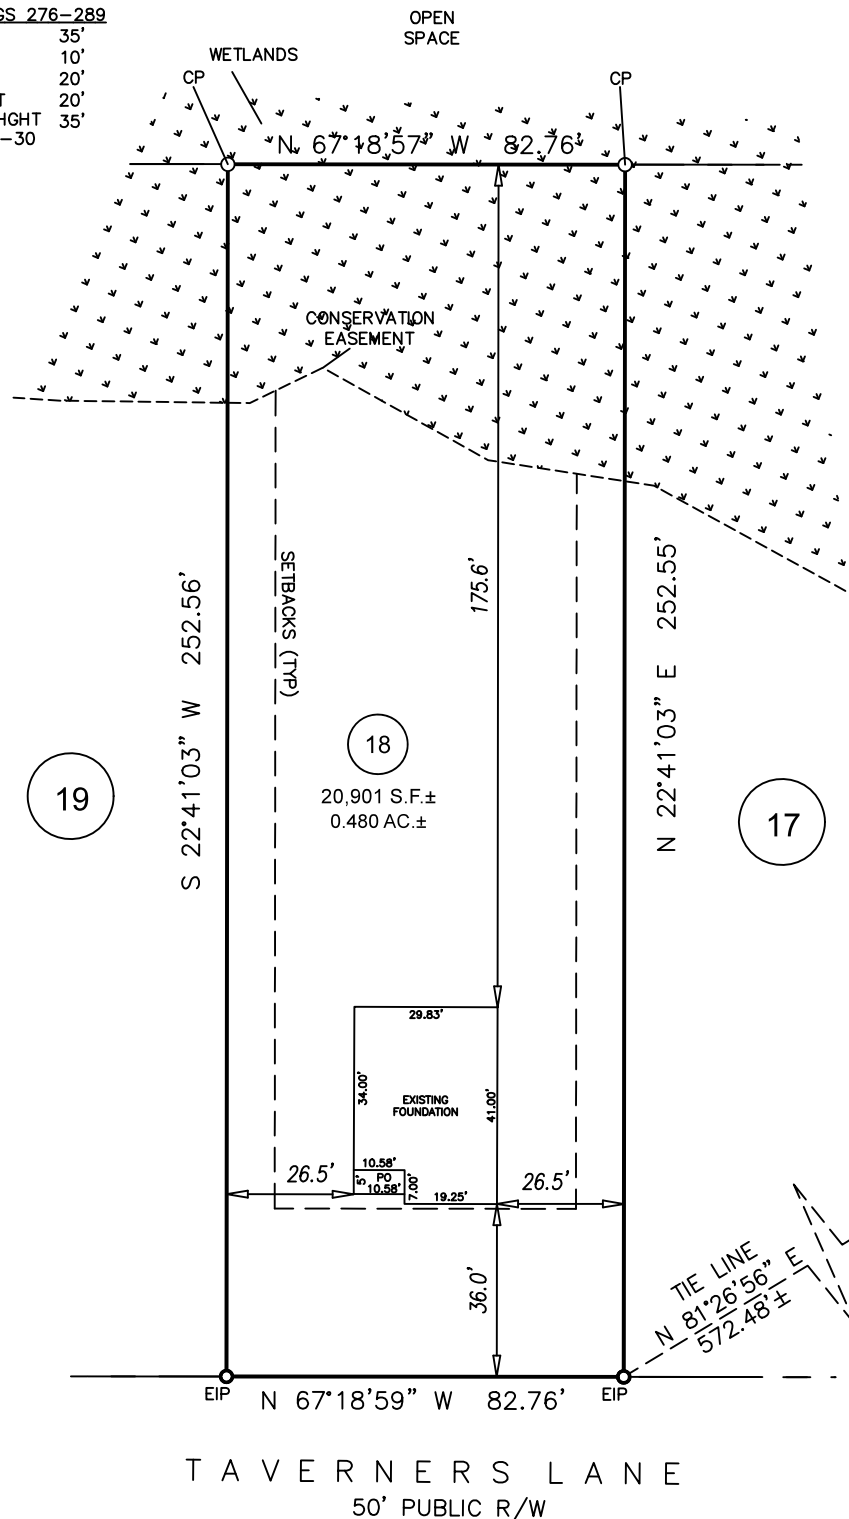 GS 276-289
35'
10'
20'
T 20'
HGHT 35'
-30
OPEN
SPACE
WETLANDS
CP
CP
N 67°18'57" W 82.76'
CONSERVATION
EASEMENT
SETBACKS (TYP)
175.6'
S 22°41'03" W 252.56'
N 22°41'03" E 252.55'
18
20,901 S.F.±
0.480 AC.±
19
17
29.83'
34.00'
EXISTING
FOUNDATION
41.00'
10.58'
5'
PO
10.58'
7.00'
19.25'
26.5'
26.5'
36.0'
TIE LINE
N 81°26'56" E
572.48'±
EIP
EIP
N 67°18'59" W 82.76'
TAVERNERS LANE
50' PUBLIC R/W